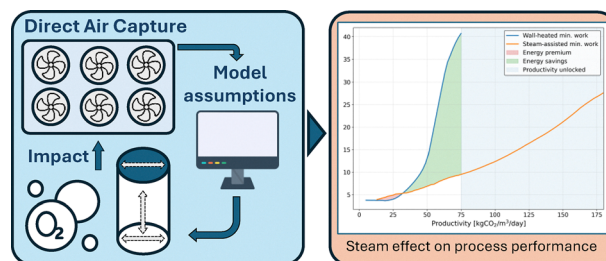 Direct Air Capture
Model
assumptions
Impact
O₂
40
35
30
25
20
15
10
5
0
25
50
75
100
125
150
175
Productivity [kgCO₂/m³/day]
Wall-heated min. work
Steam-assisted min. work
Energy premium
Energy savings
Productivity unlocked
Steam effect on process performance